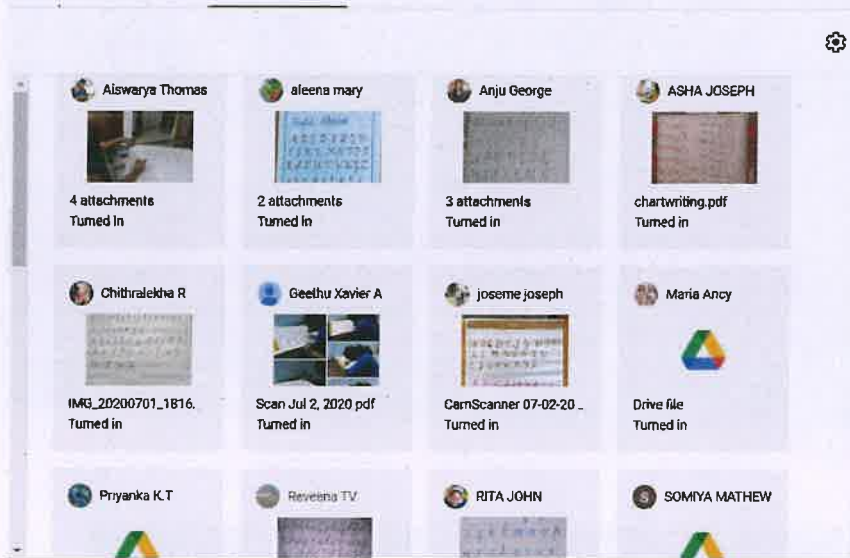 Aiswarya Thomas
aleena mary
Anju George
ASHA JOSEPH
4 attachments
Turned in
2 attachments
Turned in
3 attachments
Turned in
chartwriting.pdf
Turned in
Chithralekha R
Geethu Xavier A
joseme joseph
Maria Ancy
IMG_20200701_1816.
Turned in
Scan Jul 2, 2020 pdf
Turned in
CamScanner 07-02-20 _
Turned in
Drive file
Turned in
Priyanka K.T
Reveena TV
RITA JOHN
S
SOMIYA MATHEW